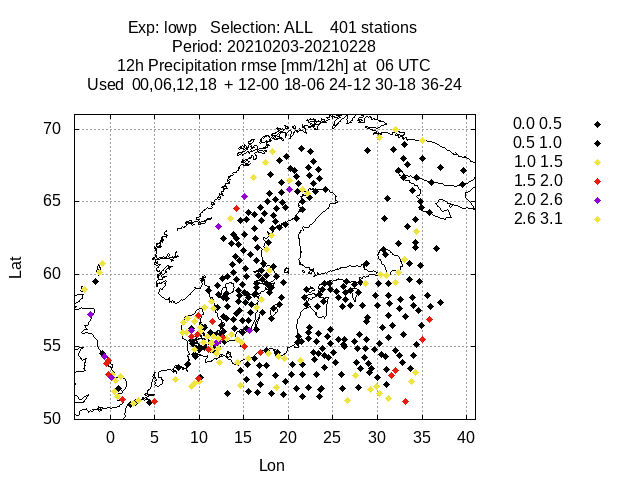 Exp: lowp Selection: ALL 401 stations
Period: 20210203-20210228
12h Precipitation rmse [mm/12h] at 06 UTC
Used 00,06,12,18 + 12-00 18-06 24-12 30-18 36-24
70
65
60
55
50
Lat
0 5 10 15 20 25 30 35 40
Lon
0.0 0.5
0.5 1.0
1.0 1.5
1.5 2.0
2.0 2.6
2.6 3.1